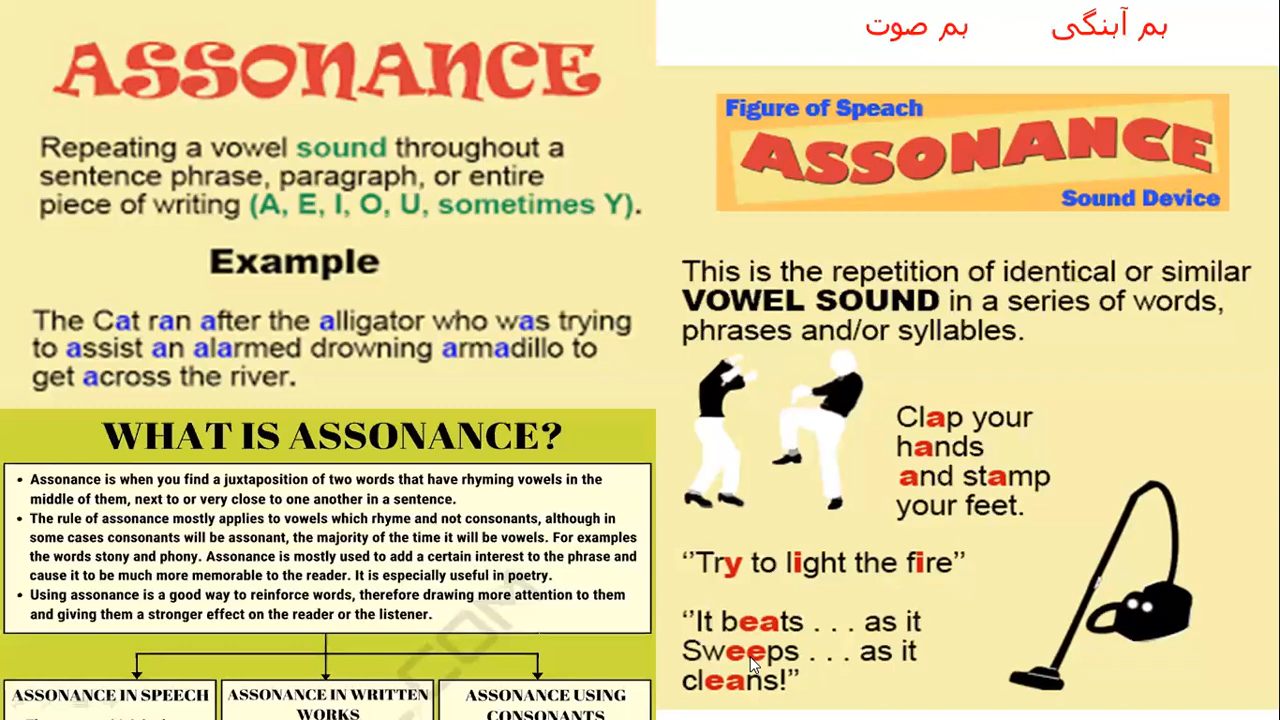 ASSONANCE
Repeating a vowel sound throughout a
sentence phrase, paragraph, or entire
piece of writing (A, E, I, O, U, sometimes Y).
Example
The Cat ran after the alligator who was trying
to assist an alarmed drowning armadillo to
get across the river.
WHAT IS ASSONANCE?
• Assonance is when you find a juxtaposition of two words that have rhyming vowels in the
middle of them, next to or very close to one another in a sentence.
• The rule of assonance mostly applies to vowels which rhyme and not consonants, although in
some cases consonants will be assonant, the majority of the time it will be vowels. For examples
the words stony and phony. Assonance is mostly used to add a certain interest to the phrase and
cause it to be much more memorable to the reader. It is especially useful in poetry.
• Using assonance is a good way to reinforce words, therefore drawing more attention to them
and giving them a stronger effect on the reader or the listener.
ASSONANCE IN SPEECH
ASSONANCE IN WRITTEN
WORKS
ASSONANCE USING
CONSONANTS
هم آهنگی هم صوت
Figure of Speach
ASSONANCE
Sound Device
This is the repetition of identical or similar
VOWEL SOUND in a series of words,
phrases and/or syllables.
Clap your
hands
and stamp
your feet.
‘’Try to light the fire’’
‘’It beats . . . as it
Sweeps . . . as it
cleans!’’